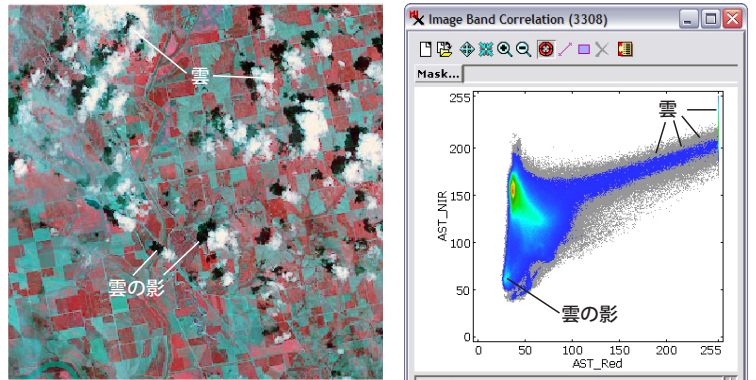 雲
雲の影
Image Band Correlation (3308)
Mask...
255
200
150
100
50
0
AST_NIR
雲
雲の影
0
50
100
150
200
255
AST_Red